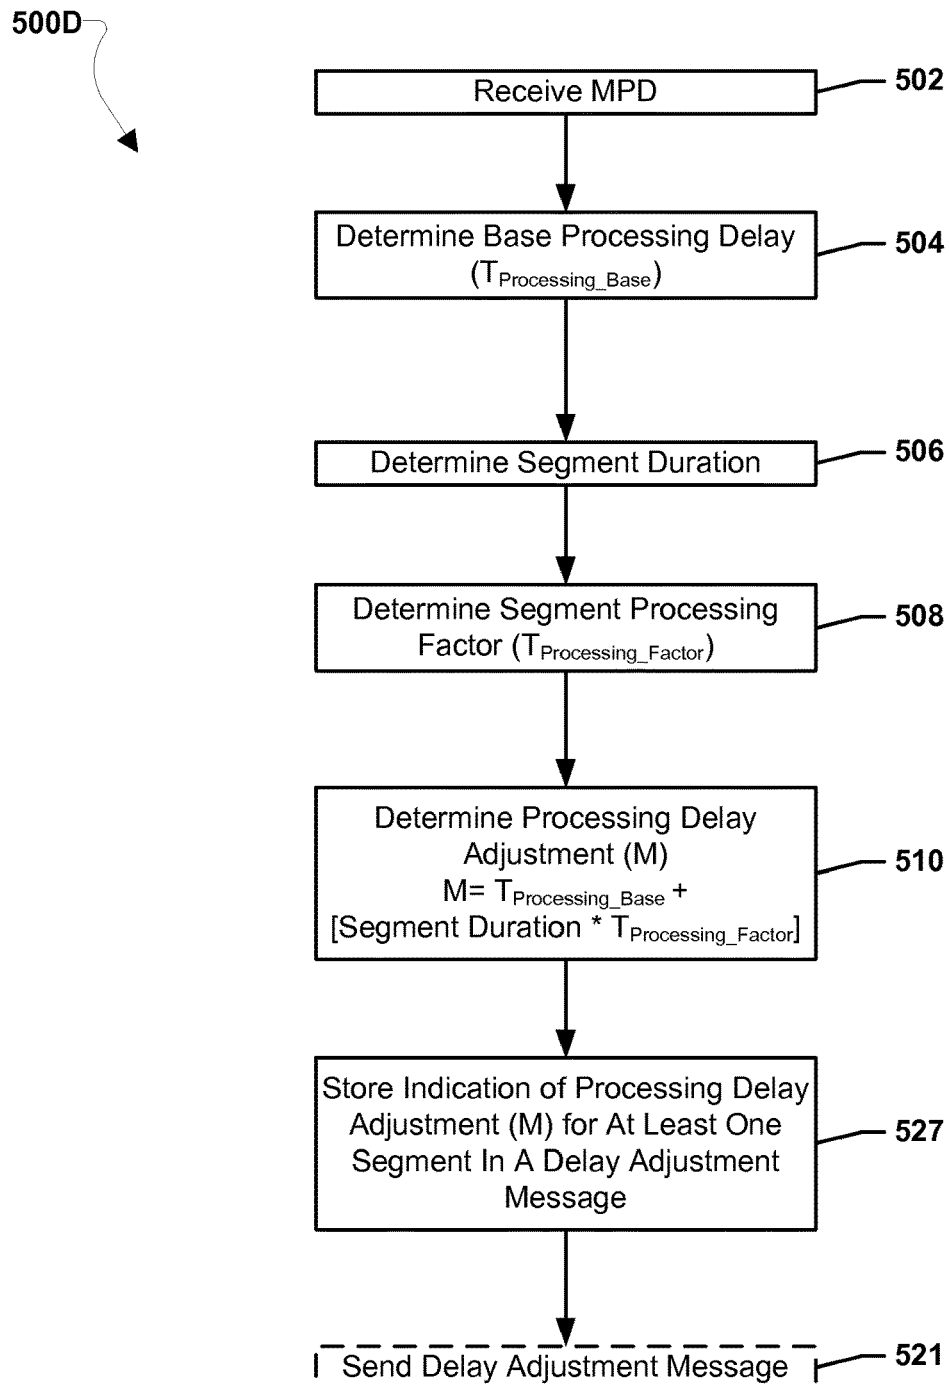 500D
Receive MPD
502
Determine Base Processing Delay
(TProcessing_Base)
504
Determine Segment Duration
506
Determine Segment Processing
Factor (TProcessing_Factor)
508
Determine Processing Delay
Adjustment (M)
M= TProcessing_Base +
[Segment Duration * TProcessing_Factor]
510
Store Indication of Processing Delay
Adjustment (M) for At Least One
Segment In A Delay Adjustment
Message
527
Send Delay Adjustment Message
521